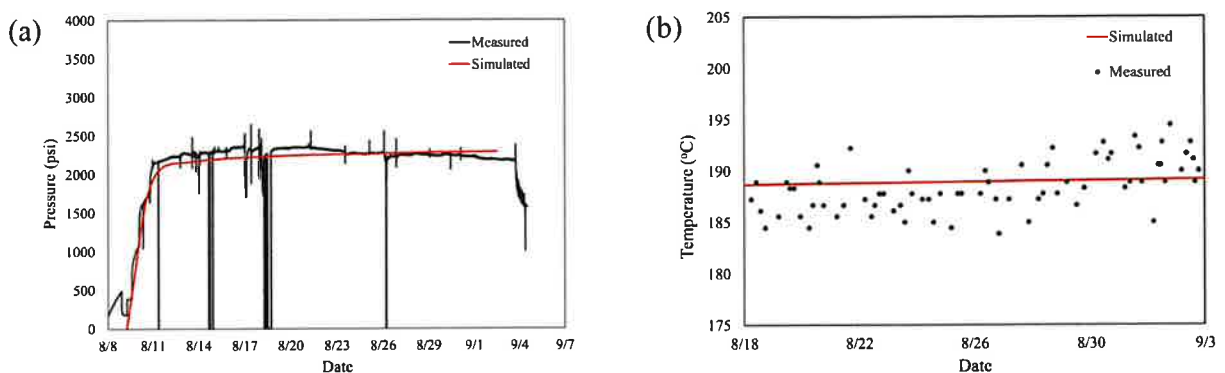 (a)
4000
3500
3000
2500
2000
1500
1000
500
0
Pressure (psi)
Measured
Simulated
8/8 8/11 8/14 8/17 8/20 8/23 8/26 8/29 9/1 9/4 9/7
Date
(b)
205
200
195
190
185
180
175
Temperature (°C)
Simulated
Measured
8/18 8/22 8/26 8/30 9/3
Date